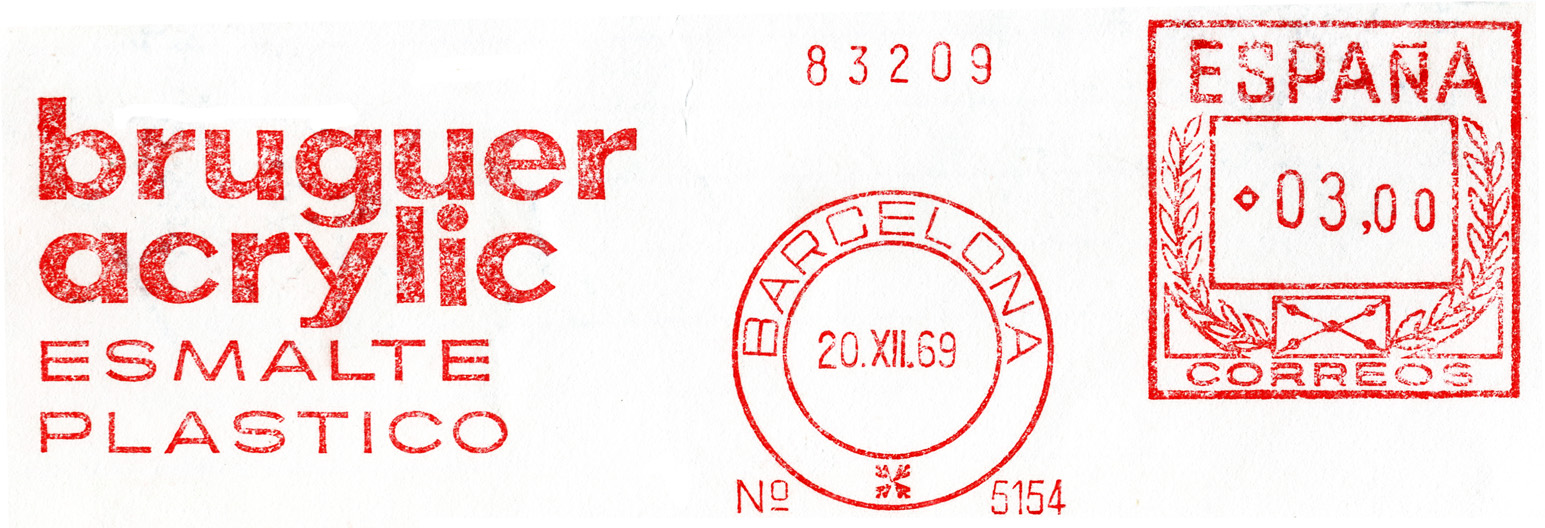 bruguer
acrylic
ESMALTE
PLASTICO
83209
BARCELONA
20.XII.69
Nº 5154
ESPAÑA
03,00
CORREOS